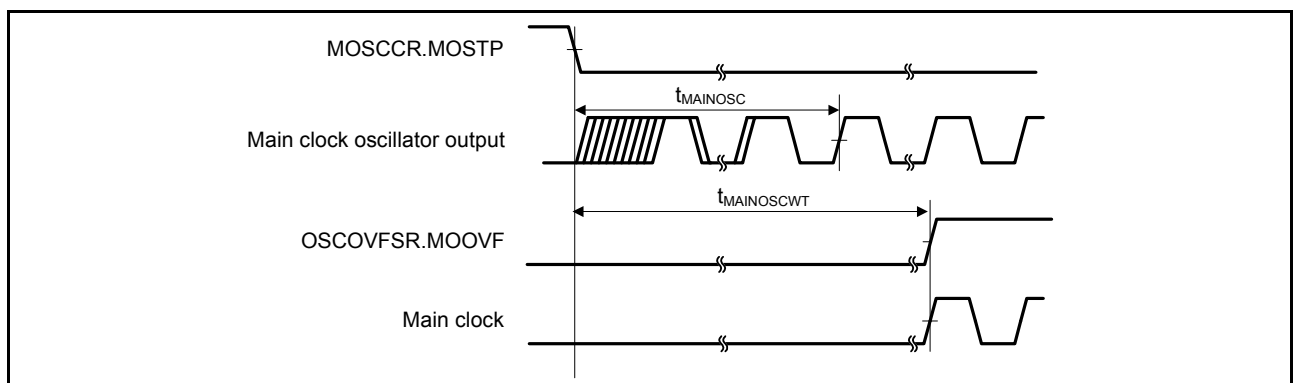 MOSCCR.MOSTP
tMAINOSC
Main clock oscillator output
tMAINOSCWT
OSCOVFSR.MOOVF
Main clock